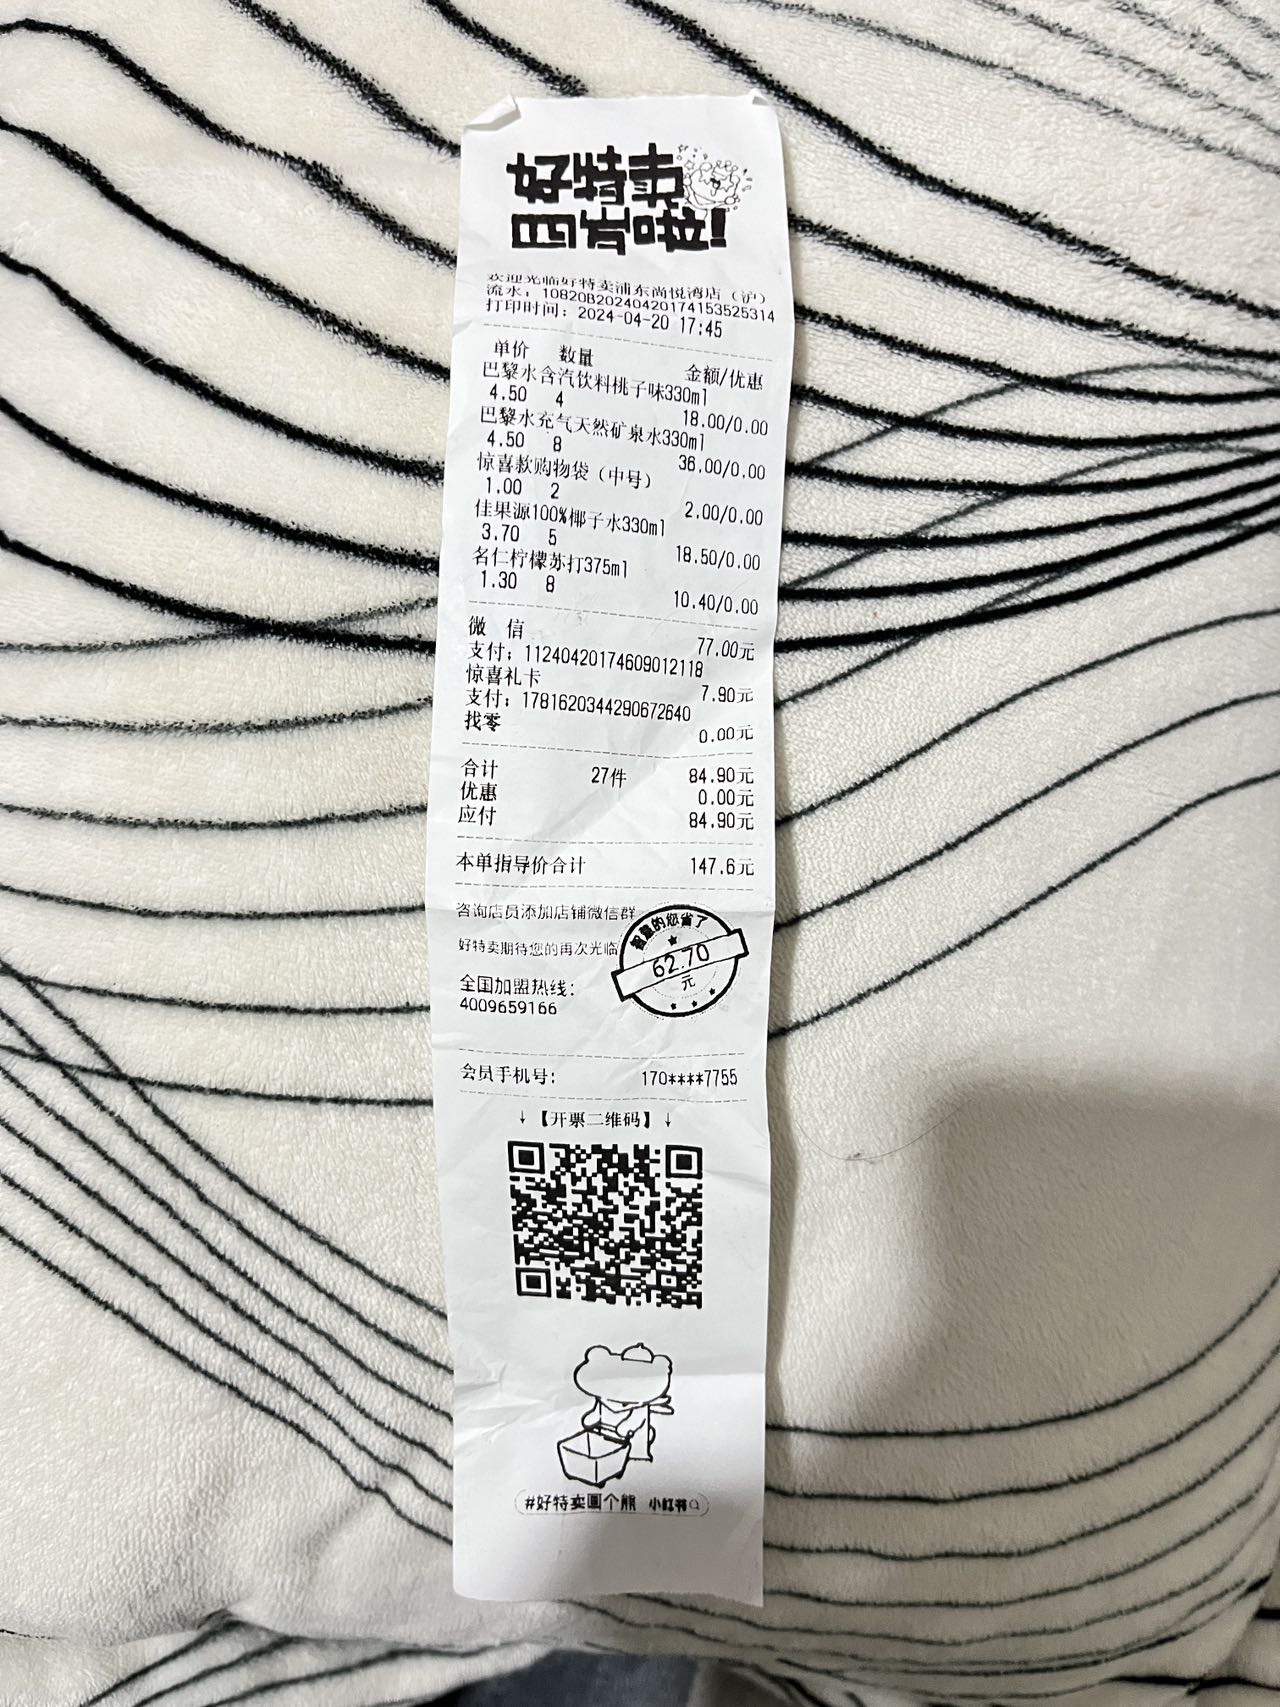 好特卖
且來啦!
欢迎光临好特卖浦东尚悦湾店（沪）
流水：10820B20240420174153525314
打印时间：2024-04-20 17:45
单价 数量 金额/优惠
巴黎水含汽饮料桃子味330ml
4.50 4 18.00/0.00
巴黎水充气天然矿泉水330ml
4.50 8 36.00/0.00
惊喜款购物袋（中号）
1.00 2 2.00/0.00
佳果源100%椰子水330ml
3.70 5 18.50/0.00
名仁柠檬苏打375ml
1.30 8 10.40/0.00
微 信 77.00元
支付：11240420174609012118
惊喜礼卡 7.90元
支付：1781620344290672640
找零 0.00元
合计 27件 84.90元
优惠 0.00元
应付 84.90元
本单指导价合计 147.6元
咨询店员添加店铺微信群
好特卖期待您的再次光临
智慧的您省了
62.70
元
全国加盟热线：
4009659166
会员手机号： 170****7755
↓【开票二维码】↓
#好特卖画个熊 小红书